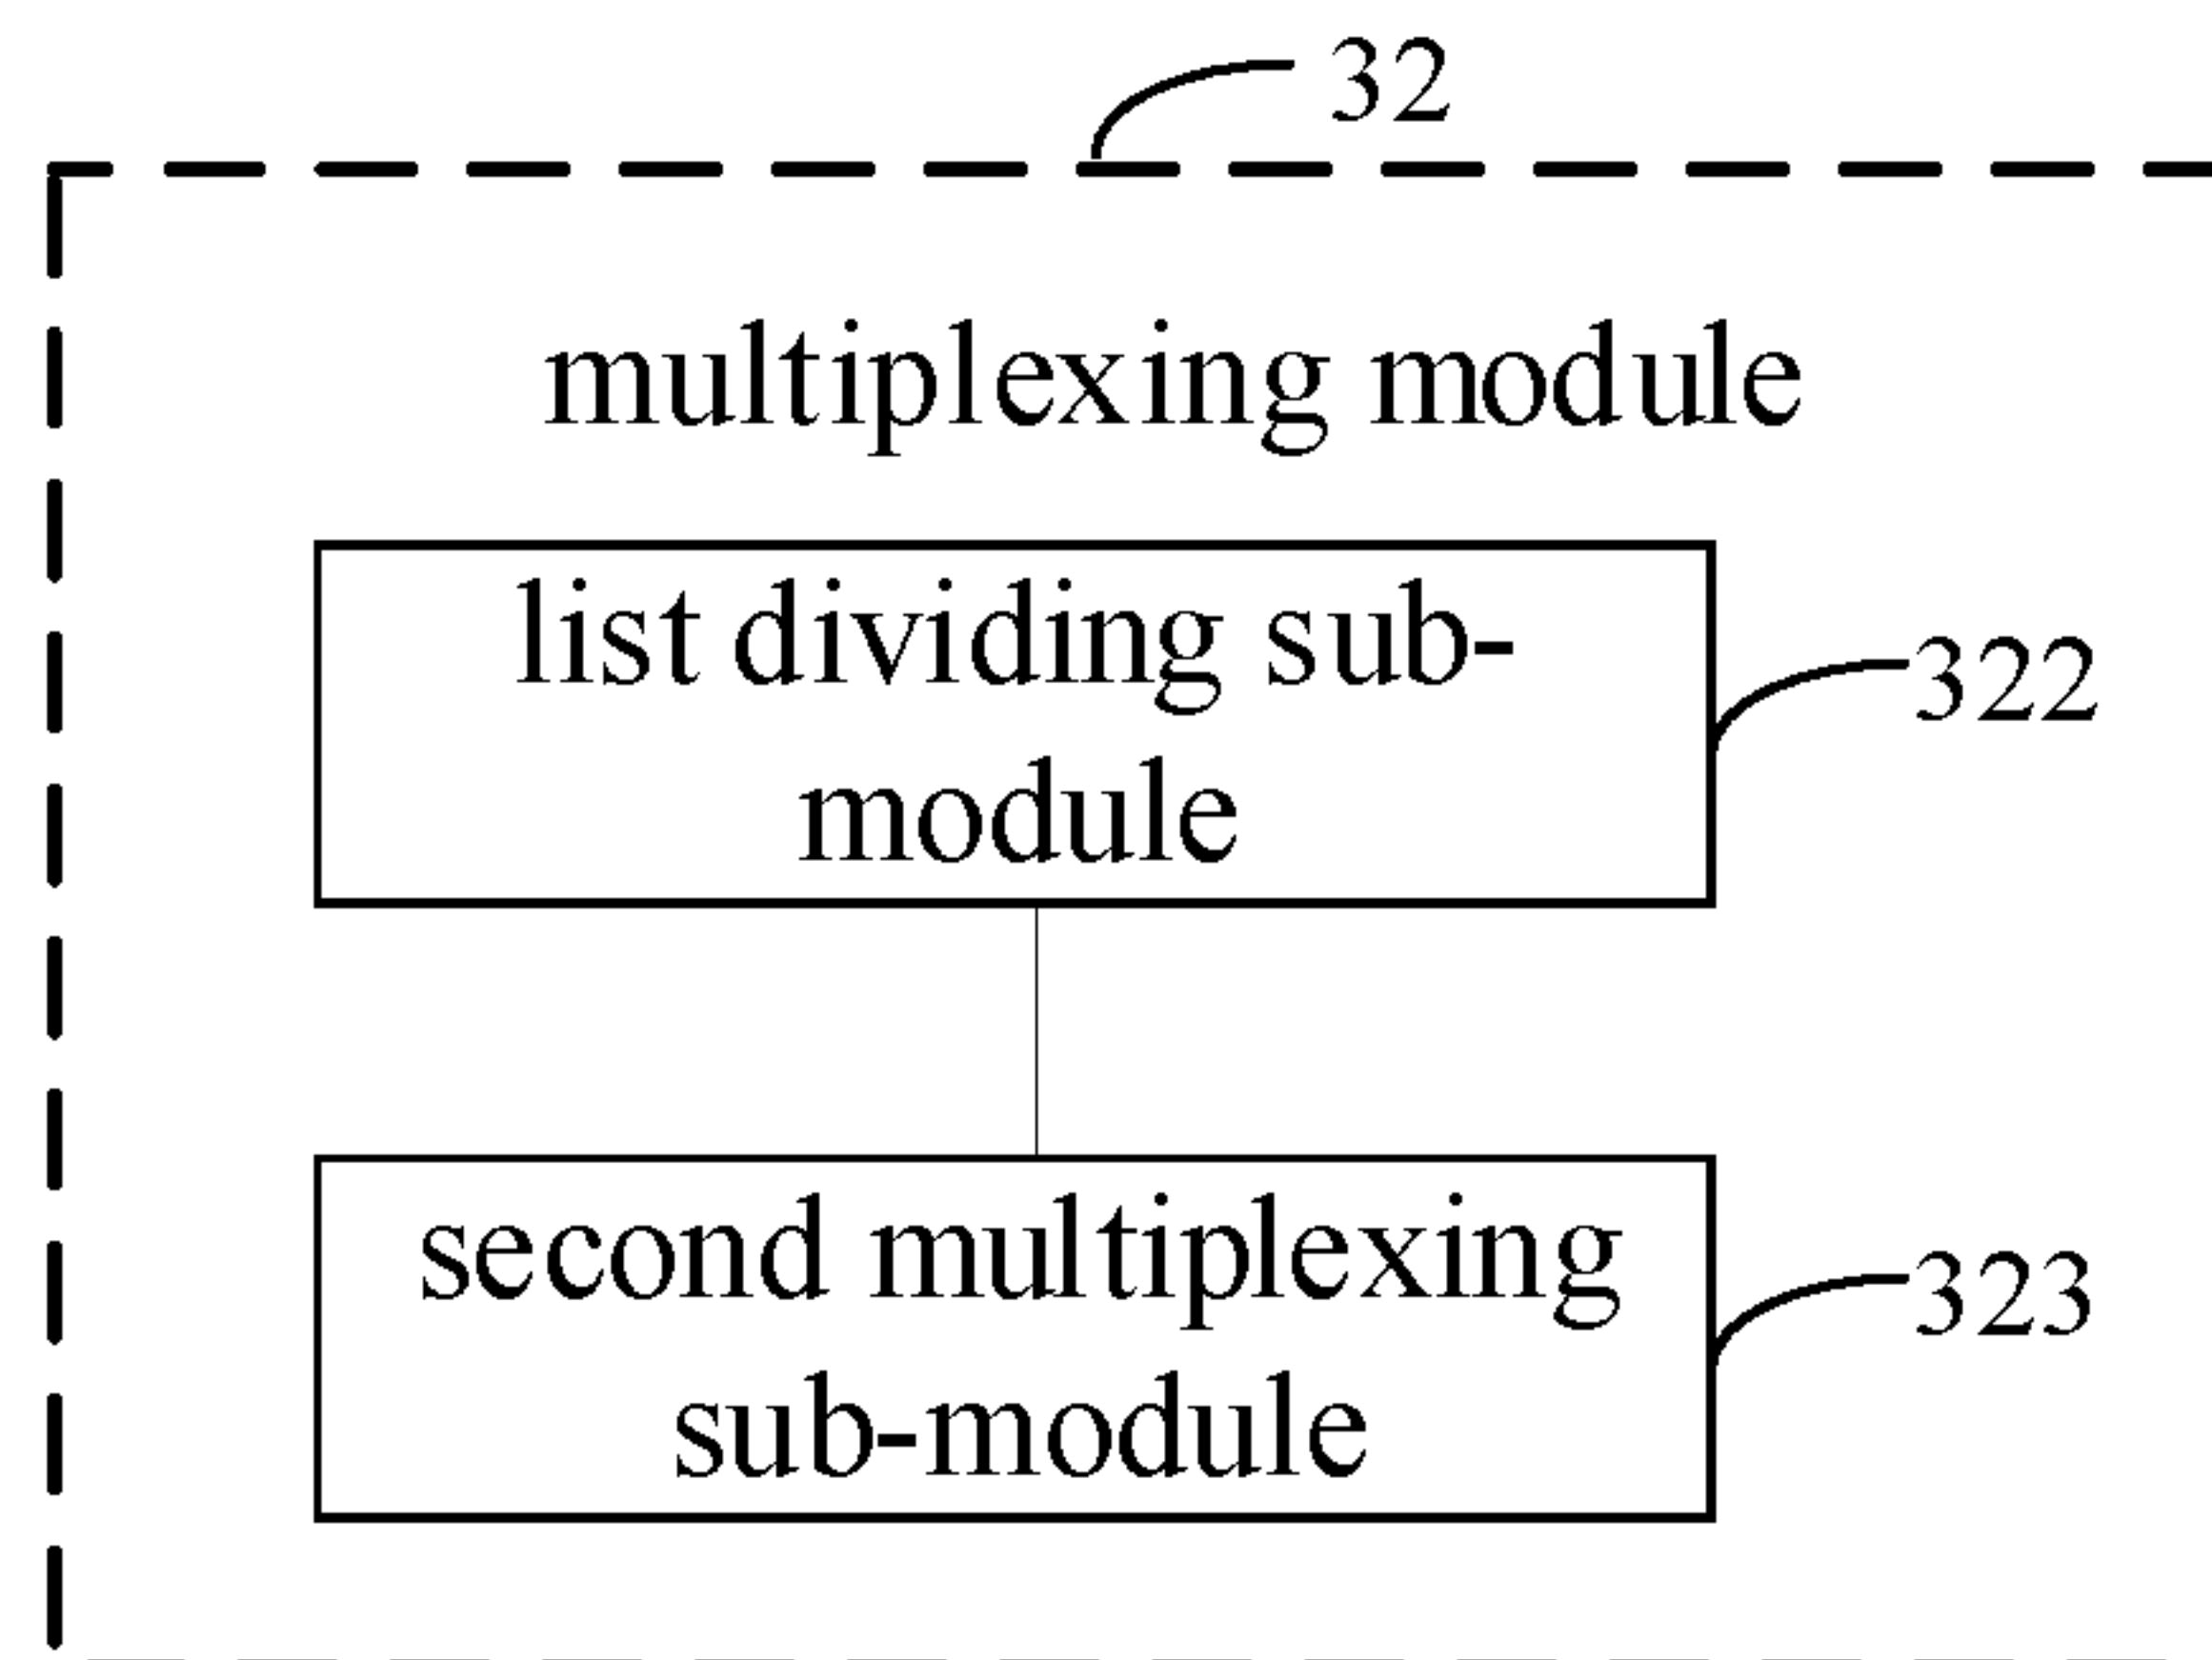 32
multiplexing module
list dividing sub-
module
322
second multiplexing
sub-module
323